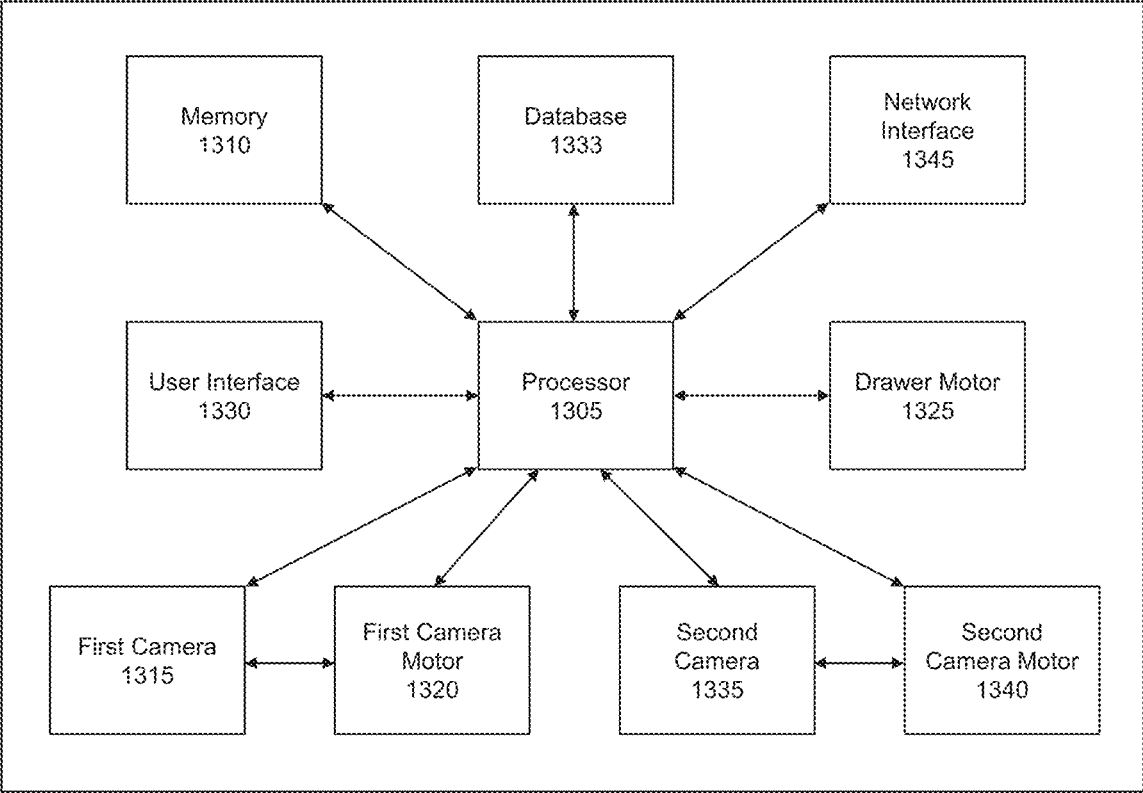 Memory
1310
Database
1333
Network
Interface
1345
User Interface
1330
Processor
1305
Drawer Motor
1325
First Camera
1315
First Camera
Motor
1320
Second
Camera
1335
Second
Camera Motor
1340